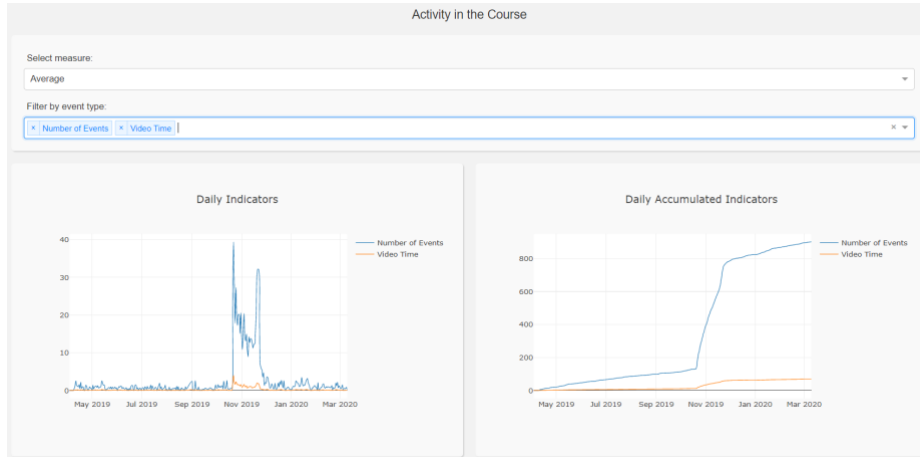 Activity in the Course
Select measure:
Average
Filter by event type:
× Number of Events × Video Time
Daily Indicators
40
30
20
10
0
May 2019 Jul 2019 Sep 2019 Nov 2019 Jan 2020 Mar 2020
Number of Events
Video Time
Daily Accumulated Indicators
800
600
400
200
0
May 2019 Jul 2019 Sep 2019 Nov 2019 Jan 2020 Mar 2020
Number of Events
Video Time